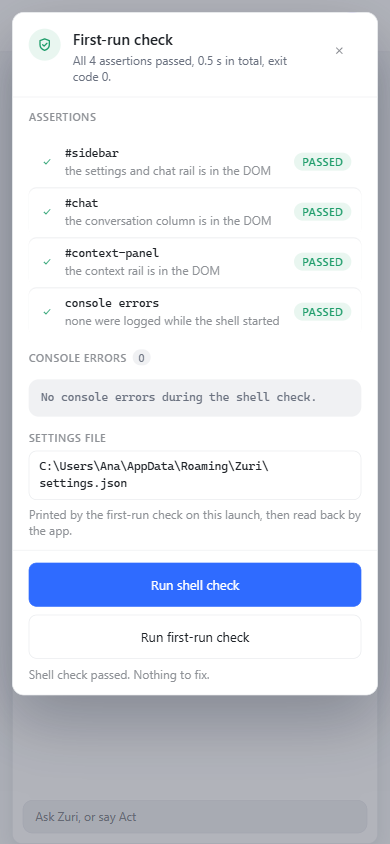 First-run check
All 4 assertions passed, 0.5 s in total, exit
code 0.
ASSERTIONS
#sidebar
the settings and chat rail is in the DOM
PASSED
#chat
the conversation column is in the DOM
PASSED
#context-panel
the context rail is in the DOM
PASSED
console errors
none were logged while the shell started
PASSED
CONSOLE ERRORS 0
No console errors during the shell check.
SETTINGS FILE
C:\Users\Ana\AppData\Roaming\Zuri\
settings.json
Printed by the first-run check on this launch, then read back by
the app.
Run shell check
Run first-run check
Shell check passed. Nothing to fix.
Ask Zuri, or say Act